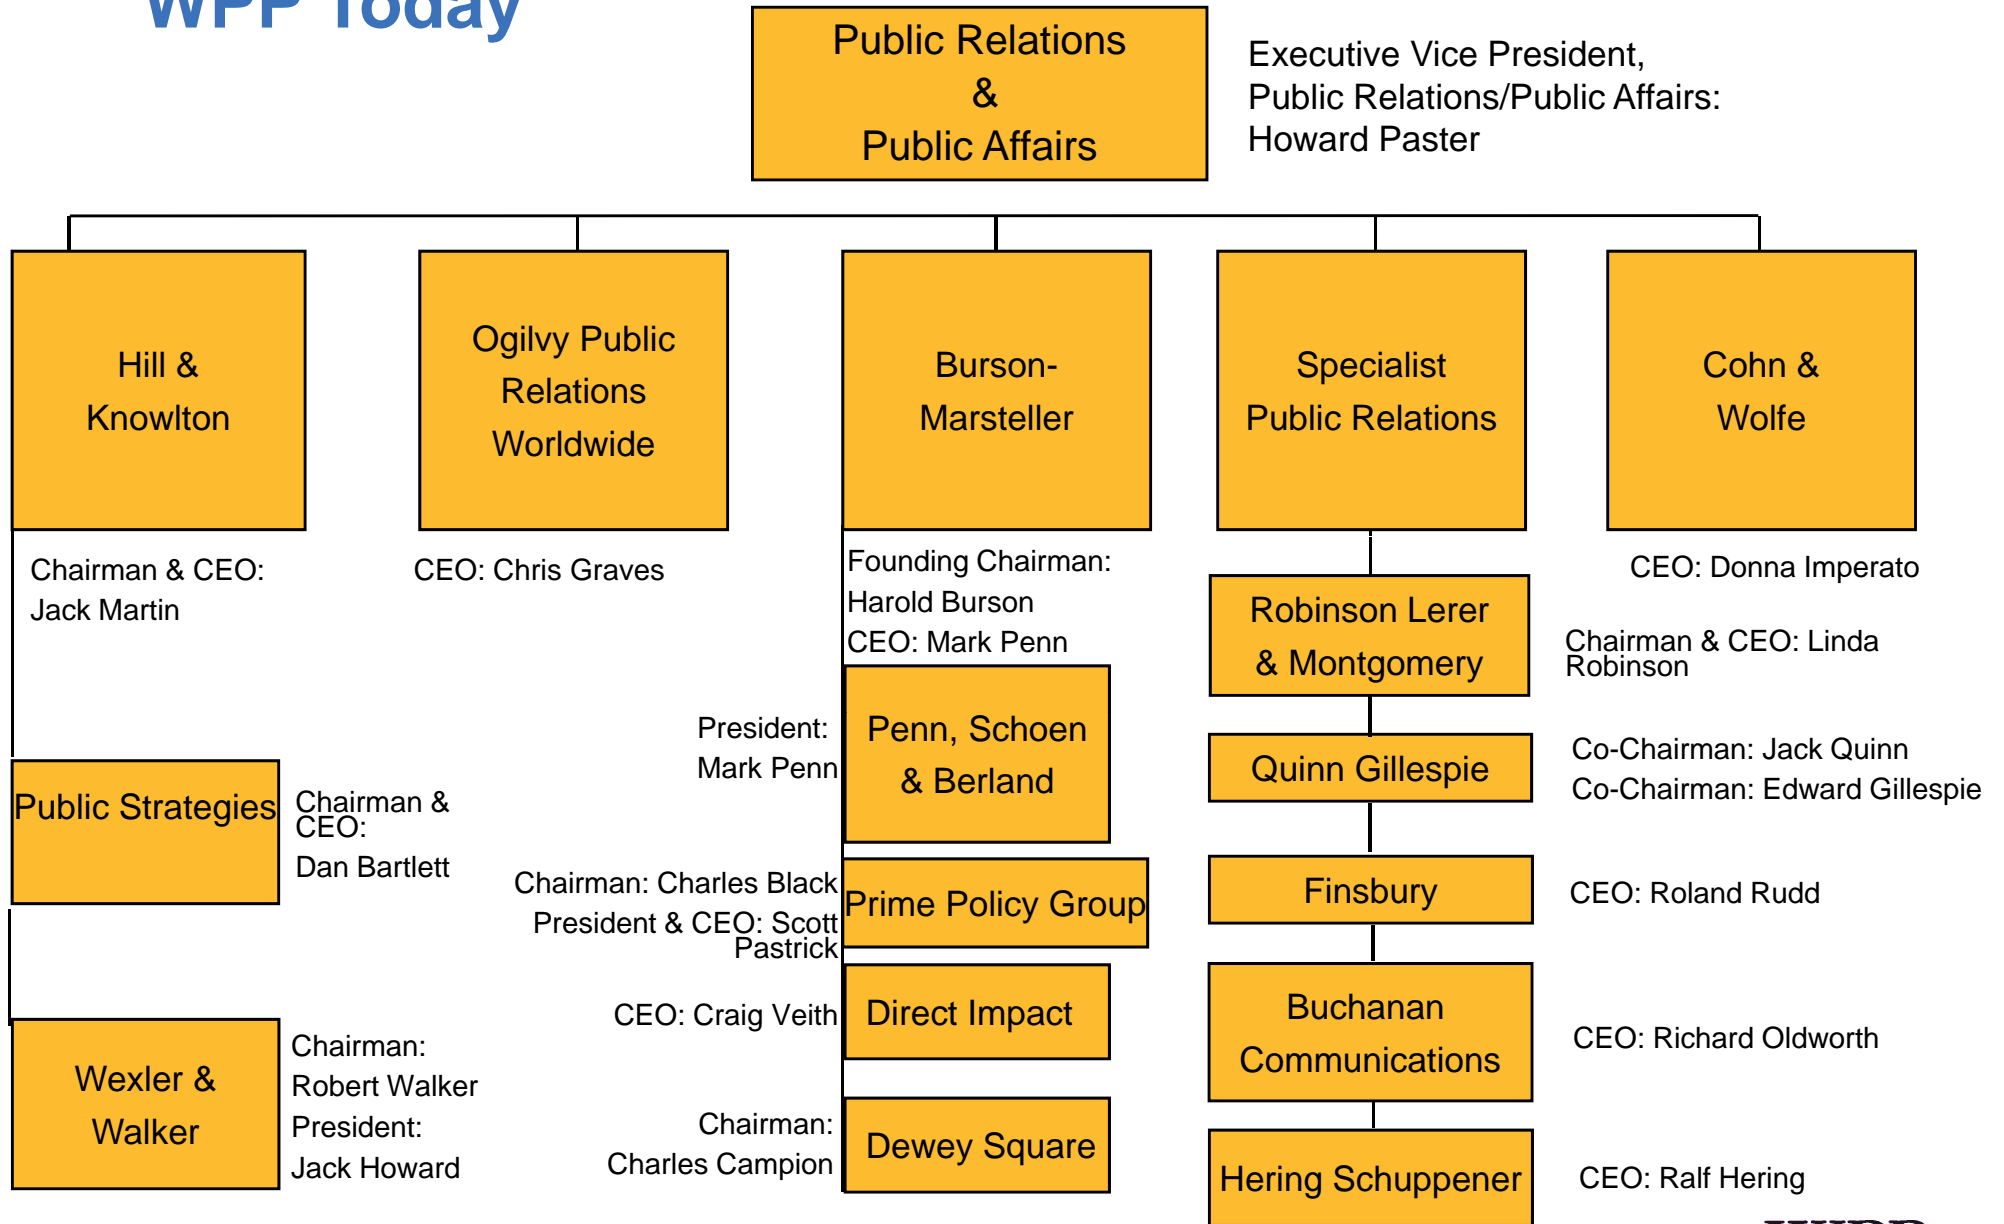 WPP Today
Public Relations
&
Public Affairs
Executive Vice President,
Public Relations/Public Affairs:
Howard Paster
Hill &
Knowlton
Ogilvy Public
Relations
Worldwide
Burson-
Marsteller
Specialist
Public Relations
Cohn &
Wolfe
Chairman & CEO:
Jack Martin
CEO: Chris Graves
Founding Chairman:
Harold Burson
CEO: Mark Penn
CEO: Donna Imperato
Robinson Lerer
& Montgomery
Chairman & CEO: Linda
Robinson
President:
Mark Penn
Penn, Schoen
& Berland
Quinn Gillespie
Co-Chairman: Jack Quinn
Co-Chairman: Edward Gillespie
Public Strategies
Chairman &
CEO:
Dan Bartlett
Chairman: Charles Black
President & CEO: Scott
Pastrick
Prime Policy Group
Finsbury
CEO: Roland Rudd
CEO: Craig Veith
Direct Impact
Buchanan
Communications
CEO: Richard Oldworth
Wexler &
Walker
Chairman:
Robert Walker
President:
Jack Howard
Chairman:
Charles Campion
Dewey Square
Hering Schuppener
CEO: Ralf Hering
WPP